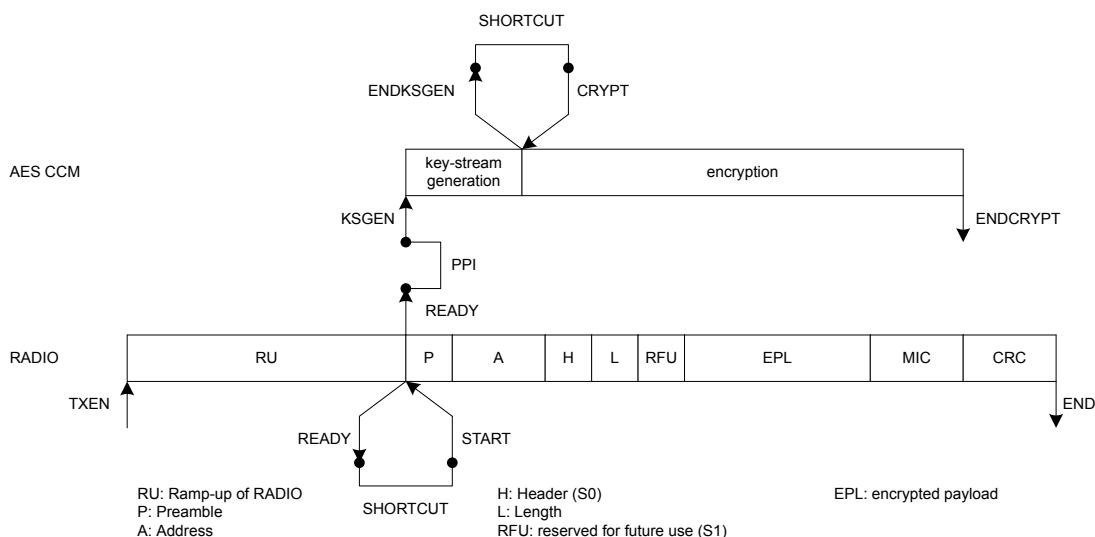 SHORTCUT
ENDKSGEN
CRYPT
AES CCM
key-stream
generation
encryption
KSGEN
ENDCRYPT
PPI
READY
RADIO
RU
P
A
H
L
RFU
EPL
MIC
CRC
TXEN
END
READY
START
SHORTCUT
RU: Ramp-up of RADIO
P: Preamble
A: Address
H: Header (S0)
L: Length
RFU: reserved for future use (S1)
EPL: encrypted payload